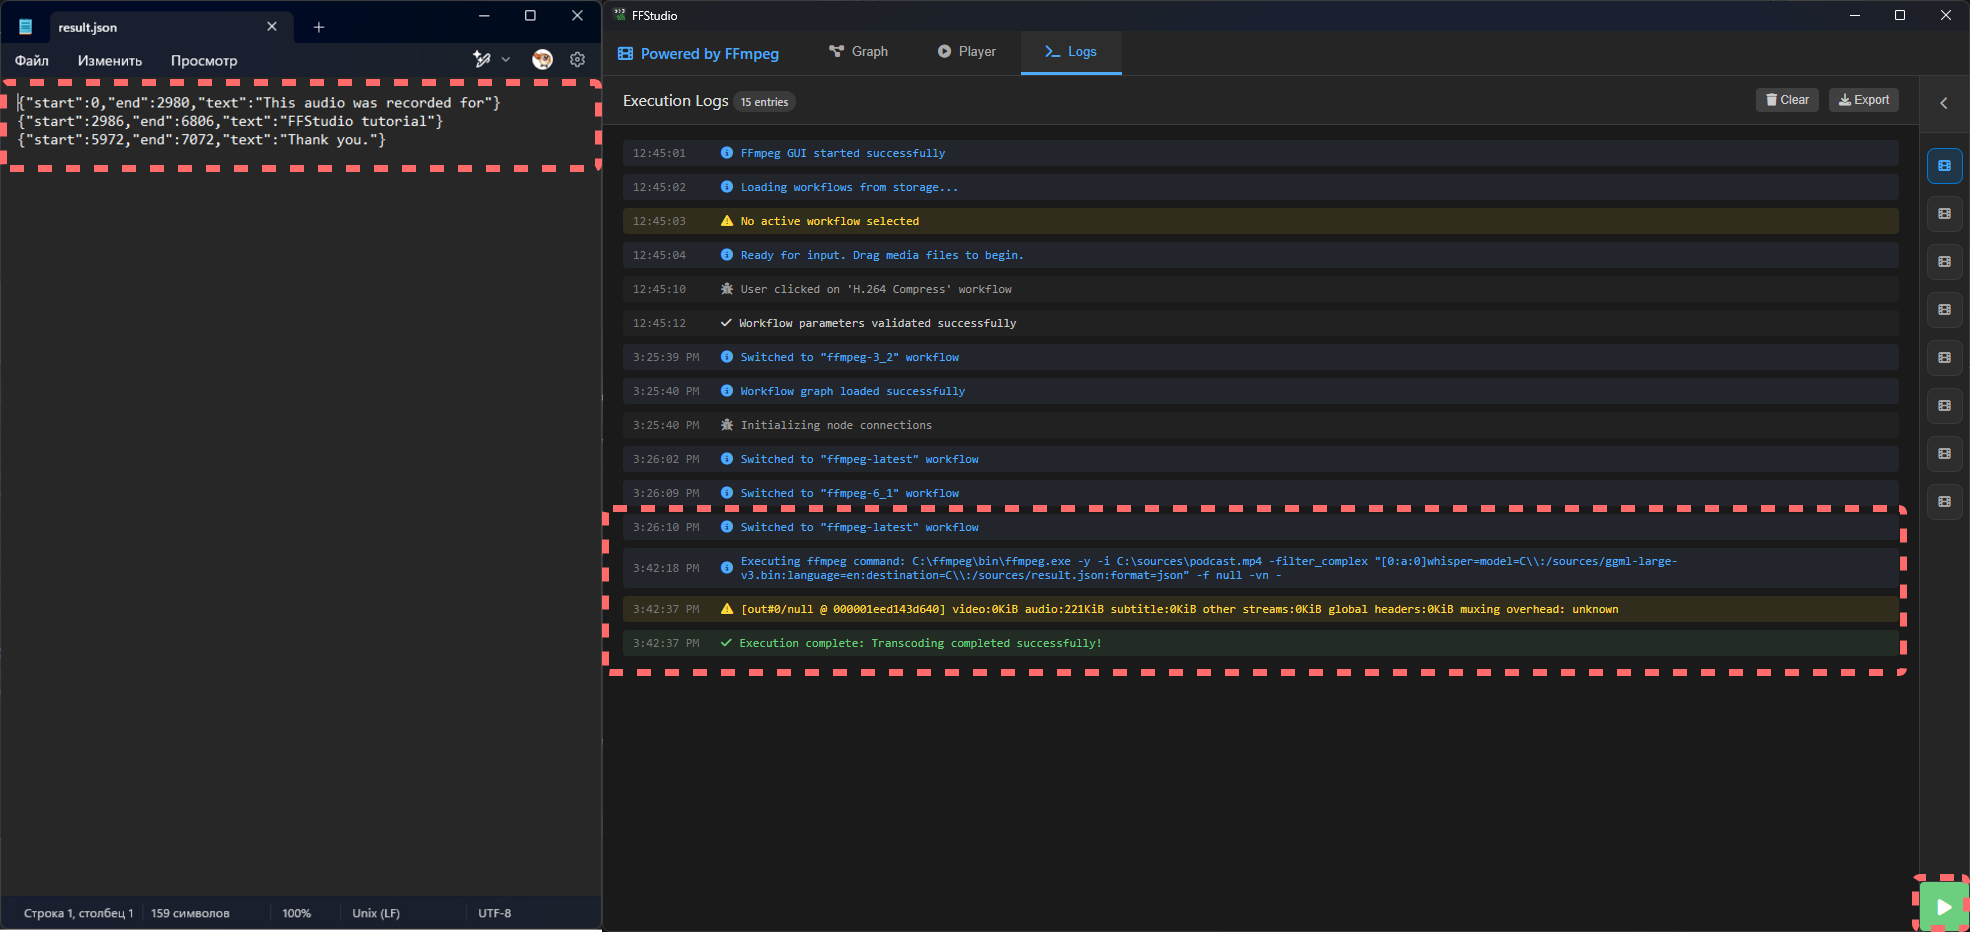 result.json
Файл
Изменить
Просмотр
{"start":0,"end":2980,"text":"This audio was recorded for"}
{"start":2986,"end":6806,"text":"FFStudio tutorial"}
{"start":5972,"end":7072,"text":"Thank you."}
Строка 1, столбец 1
159 символов
100%
Unix (LF)
UTF-8
FFStudio
Powered by FFmpeg
Graph
Player
Logs
Execution Logs
15 entries
Clear
Export
12:45:01 FFmpeg GUI started successfully
12:45:02 Loading workflows from storage...
12:45:03 No active workflow selected
12:45:04 Ready for input. Drag media files to begin.
12:45:10 User clicked on 'H.264 Compress' workflow
12:45:12 Workflow parameters validated successfully
3:25:39 PM Switched to "ffmpeg-3_2" workflow
3:25:40 PM Workflow graph loaded successfully
3:25:40 PM Initializing node connections
3:26:02 PM Switched to "ffmpeg-latest" workflow
3:26:09 PM Switched to "ffmpeg-6_1" workflow
3:26:10 PM Switched to "ffmpeg-latest" workflow
3:42:18 PM Executing ffmpeg command: C:\ffmpeg\bin\ffmpeg.exe -y -i C:\sources\podcast.mp4 -filter_complex "[0:a:0]whisper=model=C\\:/sources/ggml-large-
v3.bin:language=en:destination=C\\:/sources/result.json:format=json" -f null -vn -
3:42:37 PM [out#0/null @ 000001eed143d640] video:0KiB audio:221KiB subtitle:0KiB other streams:0KiB global headers:0KiB muxing overhead: unknown
3:42:37 PM Execution complete: Transcoding completed successfully!